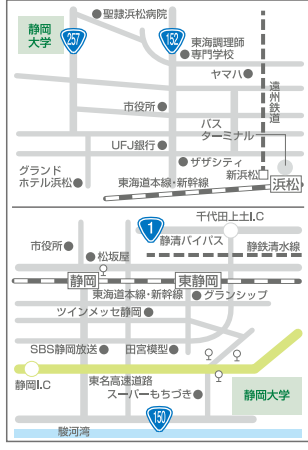 聖隷浜松病院
静岡
大学
257
152
東海調理師
専門学校
ヤマハ
遠州鉄道
市役所
バス
ターミナル
UFJ銀行
ザザシティ
新浜松
グランド
ホテル浜松
東海道本線・新幹線
浜松
千代田上土I.C
1
静清バイパス
市役所
静鉄清水線
松坂屋
静岡
東静岡
東海道本線・新幹線
グランシップ
ツインメッセ静岡
SBS静岡放送
田宮模型
静岡I.C
東名高速道路
スーパーもちづき
静岡大学
150
駿河湾